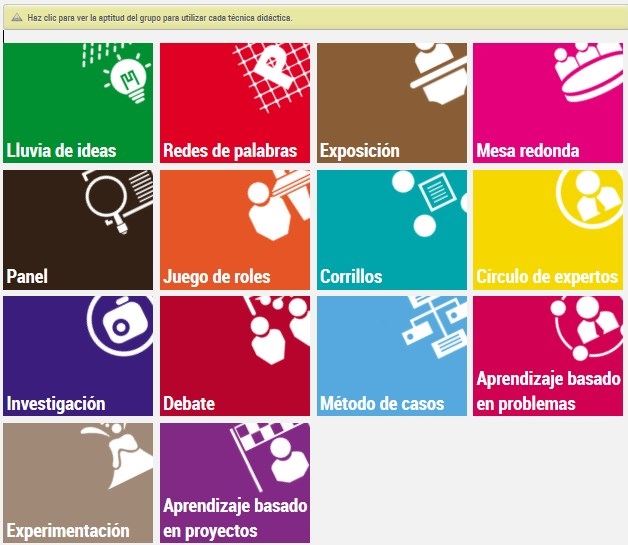 Haz clic para ver la aptitud del grupo para utilizar cada técnica didáctica.
Lluvia de ideas
Redes de palabras
Exposición
Mesa redonda
Panel
Juego de roles
Corrillos
Círculo de expertos
Investigación
Debate
Método de casos
Aprendizaje basado
en problemas
Experimentación
Aprendizaje basado
en proyectos